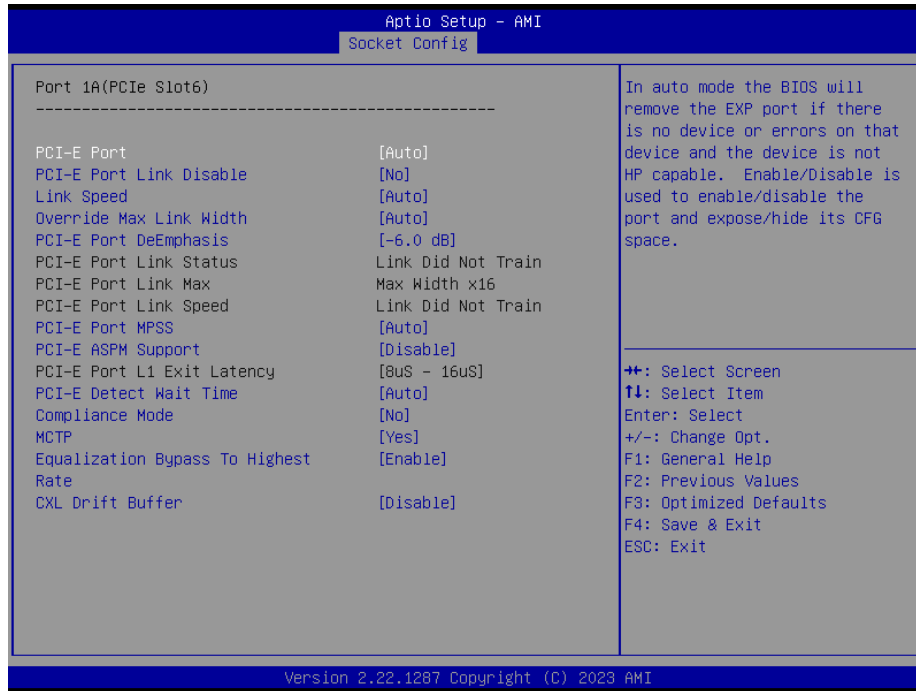 Aptio Setup – AMI
Socket Config
Port 1A(PCIe Slot6)
--------------------------------------------------
PCI-E Port [Auto]
PCI-E Port Link Disable [No]
Link Speed [Auto]
Override Max Link Width [Auto]
PCI-E Port DeEmphasis [-6.0 dB]
PCI-E Port Link Status Link Did Not Train
PCI-E Port Link Max Max Width x16
PCI-E Port Link Speed Link Did Not Train
PCI-E Port MPSS [Auto]
PCI-E ASPM Support [Disable]
PCI-E Port L1 Exit Latency [8uS - 16uS]
PCI-E Detect Wait Time [Auto]
Compliance Mode [No]
MCTP [Yes]
Equalization Bypass To Highest [Enable]
Rate
CXL Drift Buffer [Disable]
In auto mode the BIOS will
remove the EXP port if there
is no device or errors on that
device and the device is not
HP capable.  Enable/Disable is
used to enable/disable the
port and expose/hide its CFG
space.
→←: Select Screen
↑↓: Select Item
Enter: Select
+/-: Change Opt.
F1: General Help
F2: Previous Values
F3: Optimized Defaults
F4: Save & Exit
ESC: Exit
Version 2.22.1287 Copyright (C) 2023 AMI